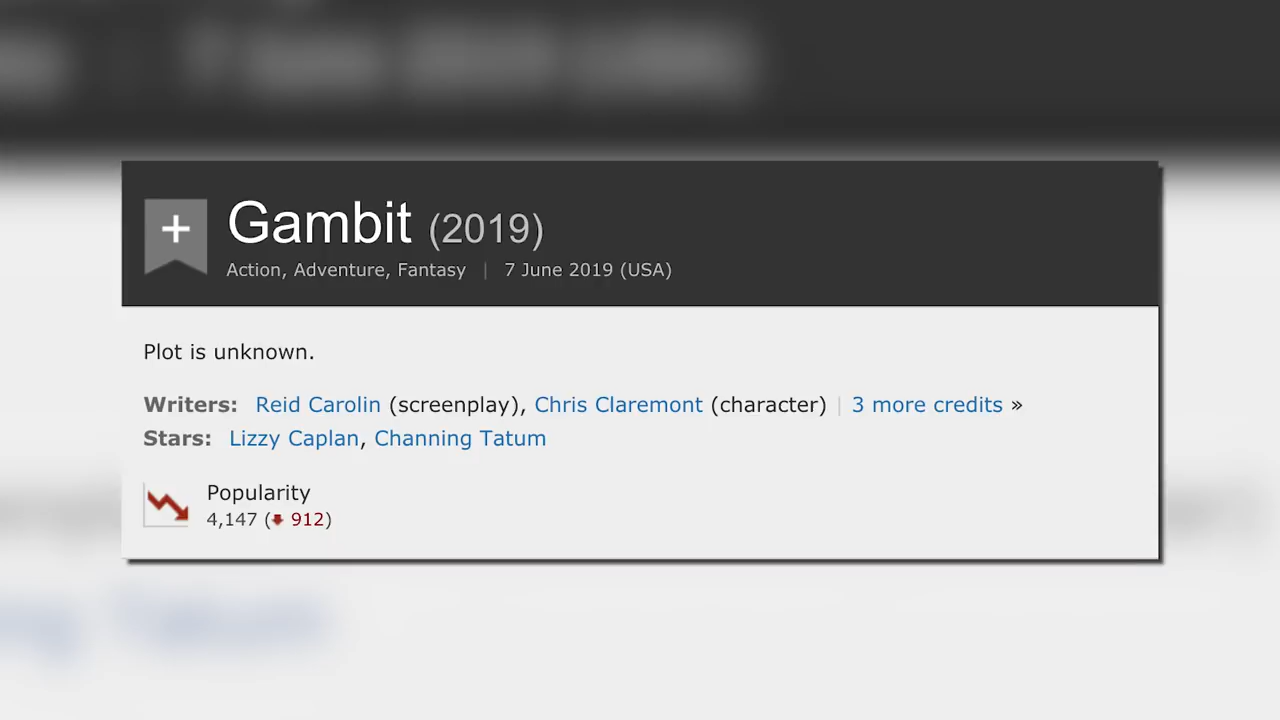 + Gambit (2019)
Action, Adventure, Fantasy | 7 June 2019 (USA)
Plot is unknown.
Writers: Reid Carolin (screenplay), Chris Claremont (character) | 3 more credits »
Stars: Lizzy Caplan, Channing Tatum
Popularity
4,147 (🡇 912)